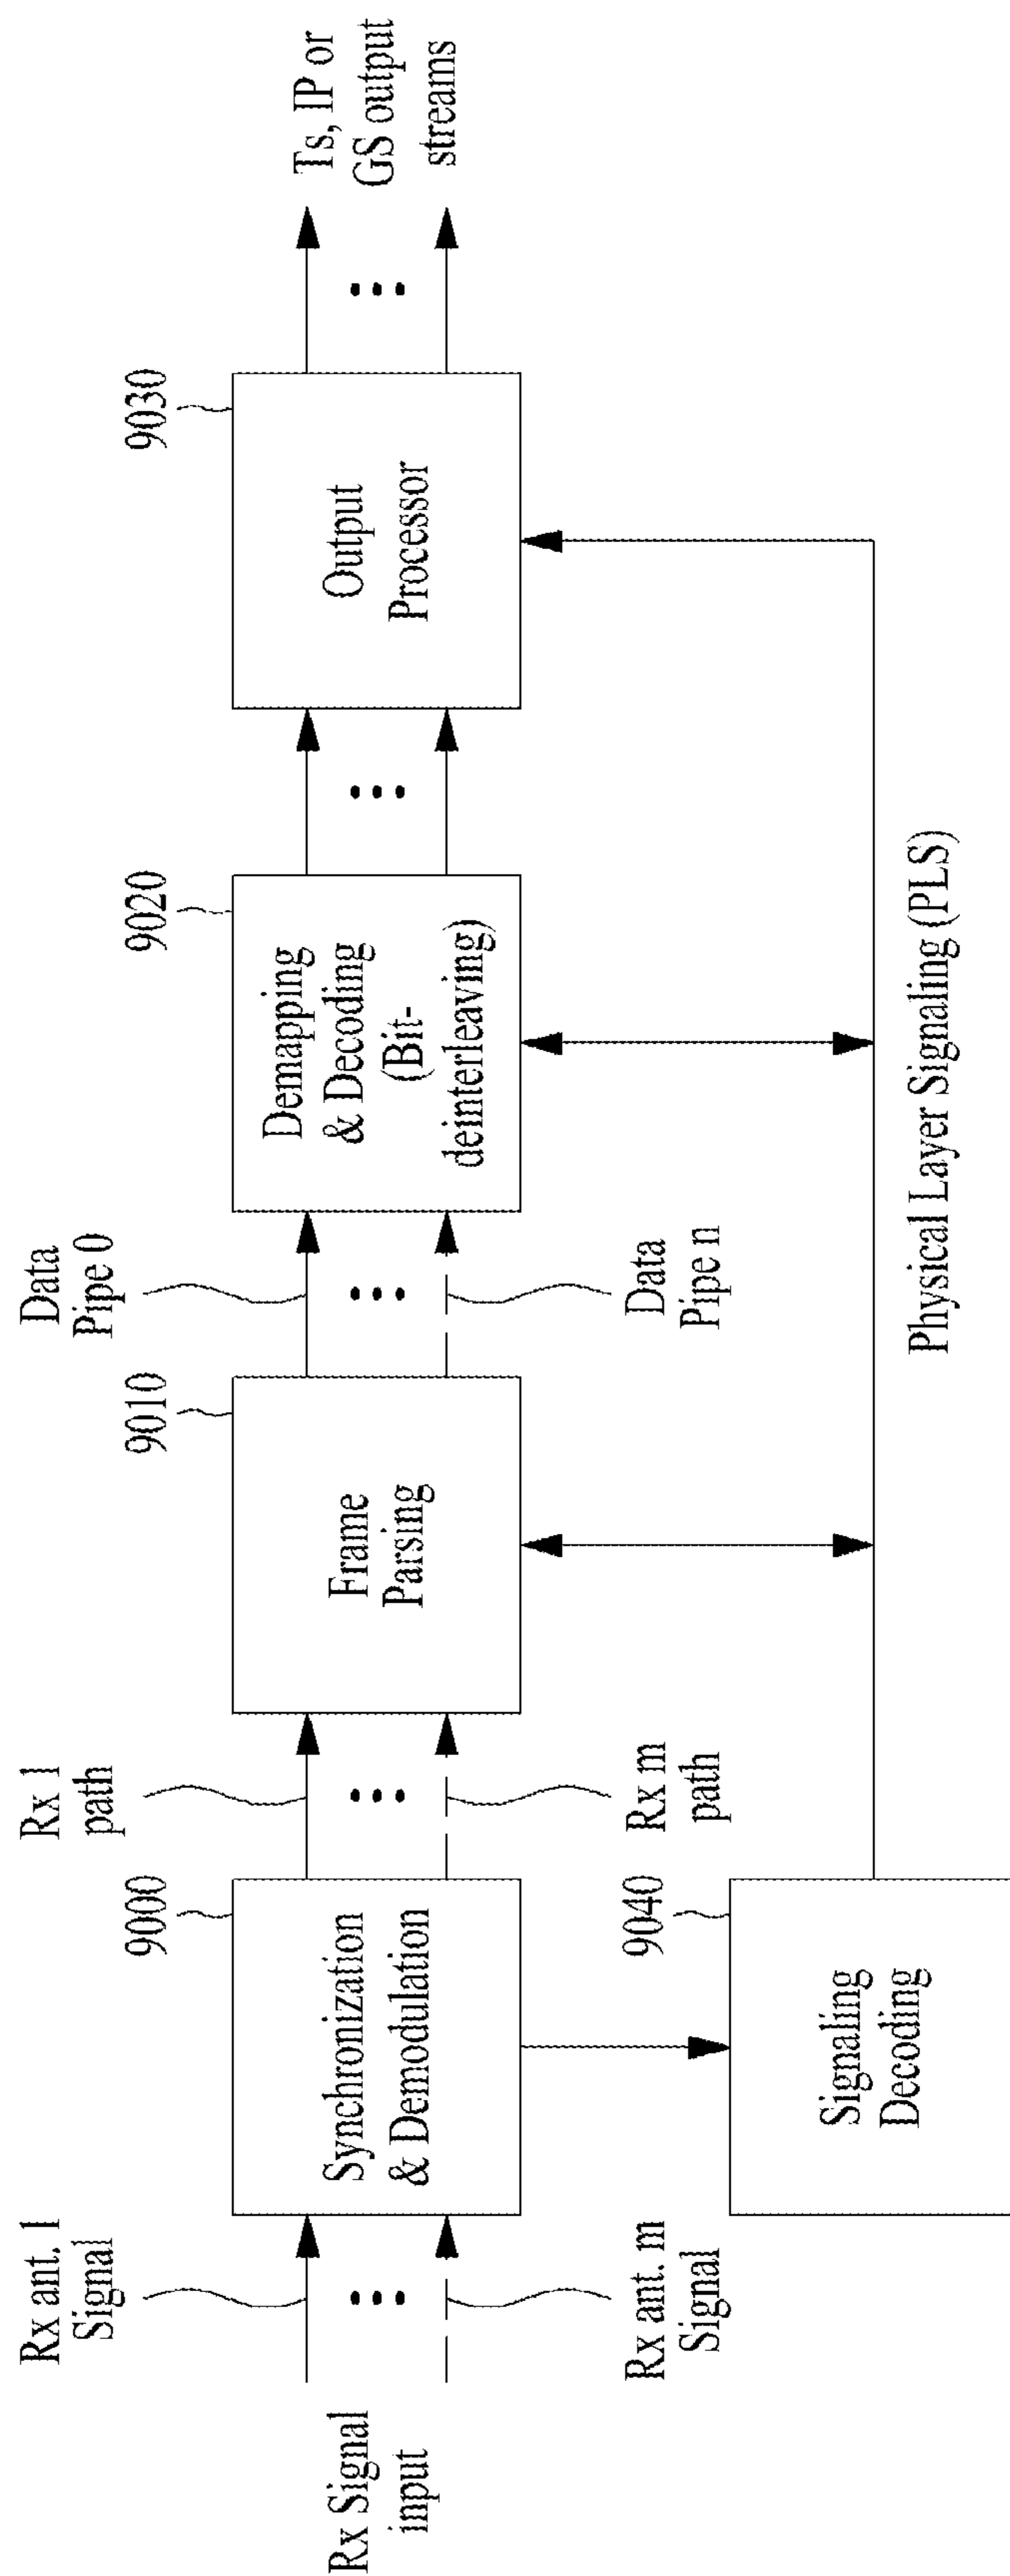 Rx Signal
input
Rx ant. 1
Signal
Rx ant. m
Signal
9000
Synchronization
& Demodulation
Rx 1
path
Rx m
path
9010
Frame
Parsing
Data
Pipe 0
Data
Pipe n
9020
Demapping
& Decoding
(Bit-
deinterleaving)
9030
Output
Processor
Ts, IP or
GS output
streams
9040
Signaling
Decoding
Physical Layer Signaling (PLS)